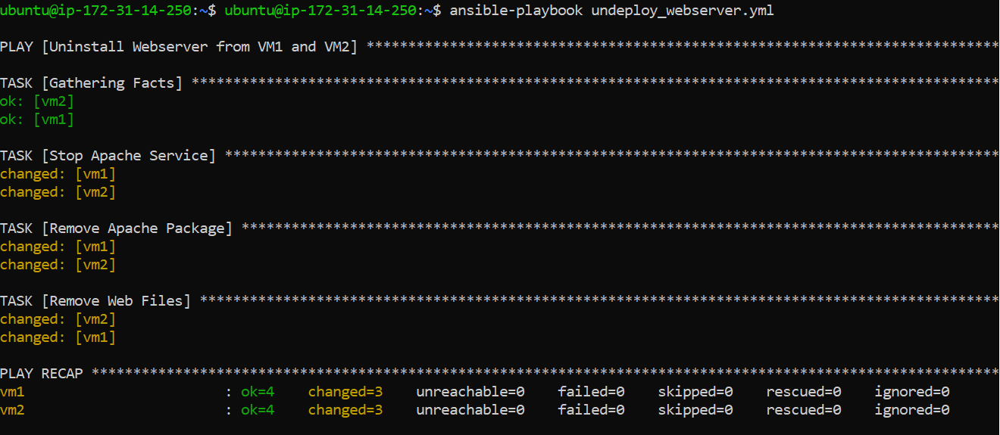 ubuntu@ip-172-31-14-250:~$ ubuntu@ip-172-31-14-250:~$ ansible-playbook undeploy_webserver.yml
PLAY [Uninstall Webserver from VM1 and VM2] ****************************************************************************
TASK [Gathering Facts] *************************************************************************************************
ok: [vm2]
ok: [vm1]
TASK [Stop Apache Service] *********************************************************************************************
changed: [vm1]
changed: [vm2]
TASK [Remove Apache Package] *******************************************************************************************
changed: [vm1]
changed: [vm2]
TASK [Remove Web Files] ************************************************************************************************
changed: [vm2]
changed: [vm1]
PLAY RECAP *************************************************************************************************************
vm1                        : ok=4    changed=3    unreachable=0    failed=0    skipped=0    rescued=0    ignored=0
vm2                        : ok=4    changed=3    unreachable=0    failed=0    skipped=0    rescued=0    ignored=0